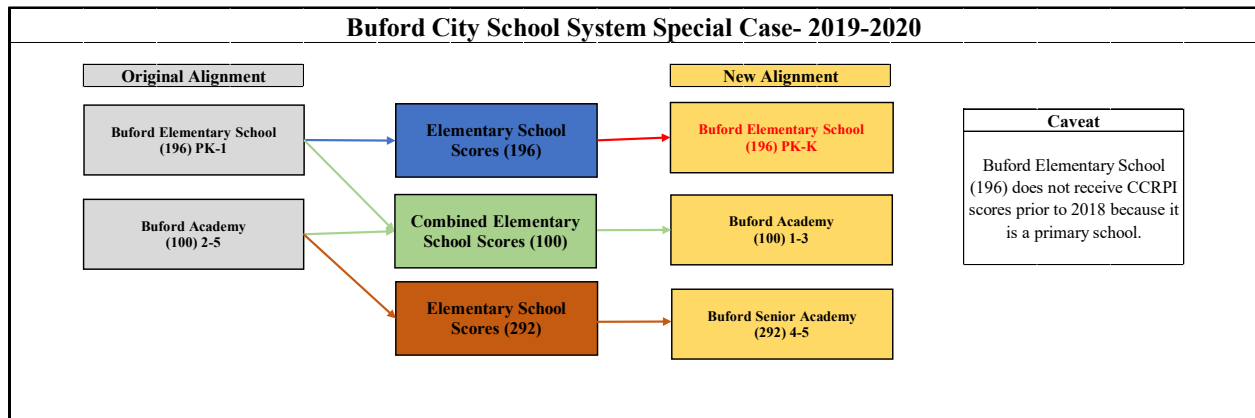 Buford City School System Special Case- 2019-2020
Original Alignment
New Alignment
Buford Elementary School
(196) PK-1
Elementary School
Scores (196)
Buford Elementary School
(196) PK-K
Caveat
Buford Elementary School
(196) does not receive CCRPI
scores prior to 2018 because it
is a primary school.
Buford Academy
(100) 2-5
Combined Elementary
School Scores (100)
Buford Academy
(100) 1-3
Elementary School
Scores (292)
Buford Senior Academy
(292) 4-5